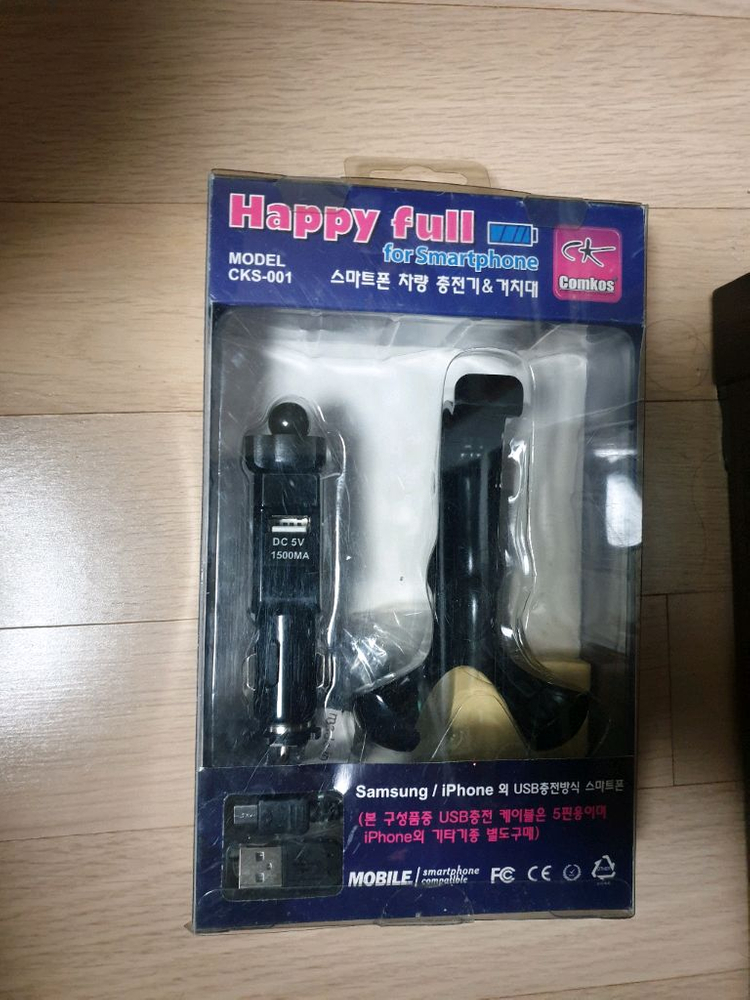 Happy full
for Smartphone
MODEL
CKS-001
스마트폰 차량 충전기&거치대
CK
Comkos
DC 5V
1500MA
Samsung / iPhone 외 USB충전방식 스마트폰
(본 구성품중 USB충전 케이블은 5핀용이며
iPhone외 기타기종 별도구매)
MOBILE smartphone
compatible
FC CE